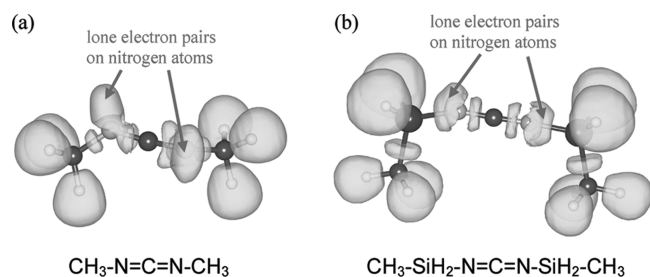 (a)
lone electron pairs
on nitrogen atoms
CH₃-N=C=N-CH₃
(b)
lone electron pairs
on nitrogen atoms
CH₃-SiH₂-N=C=N-SiH₂-CH₃